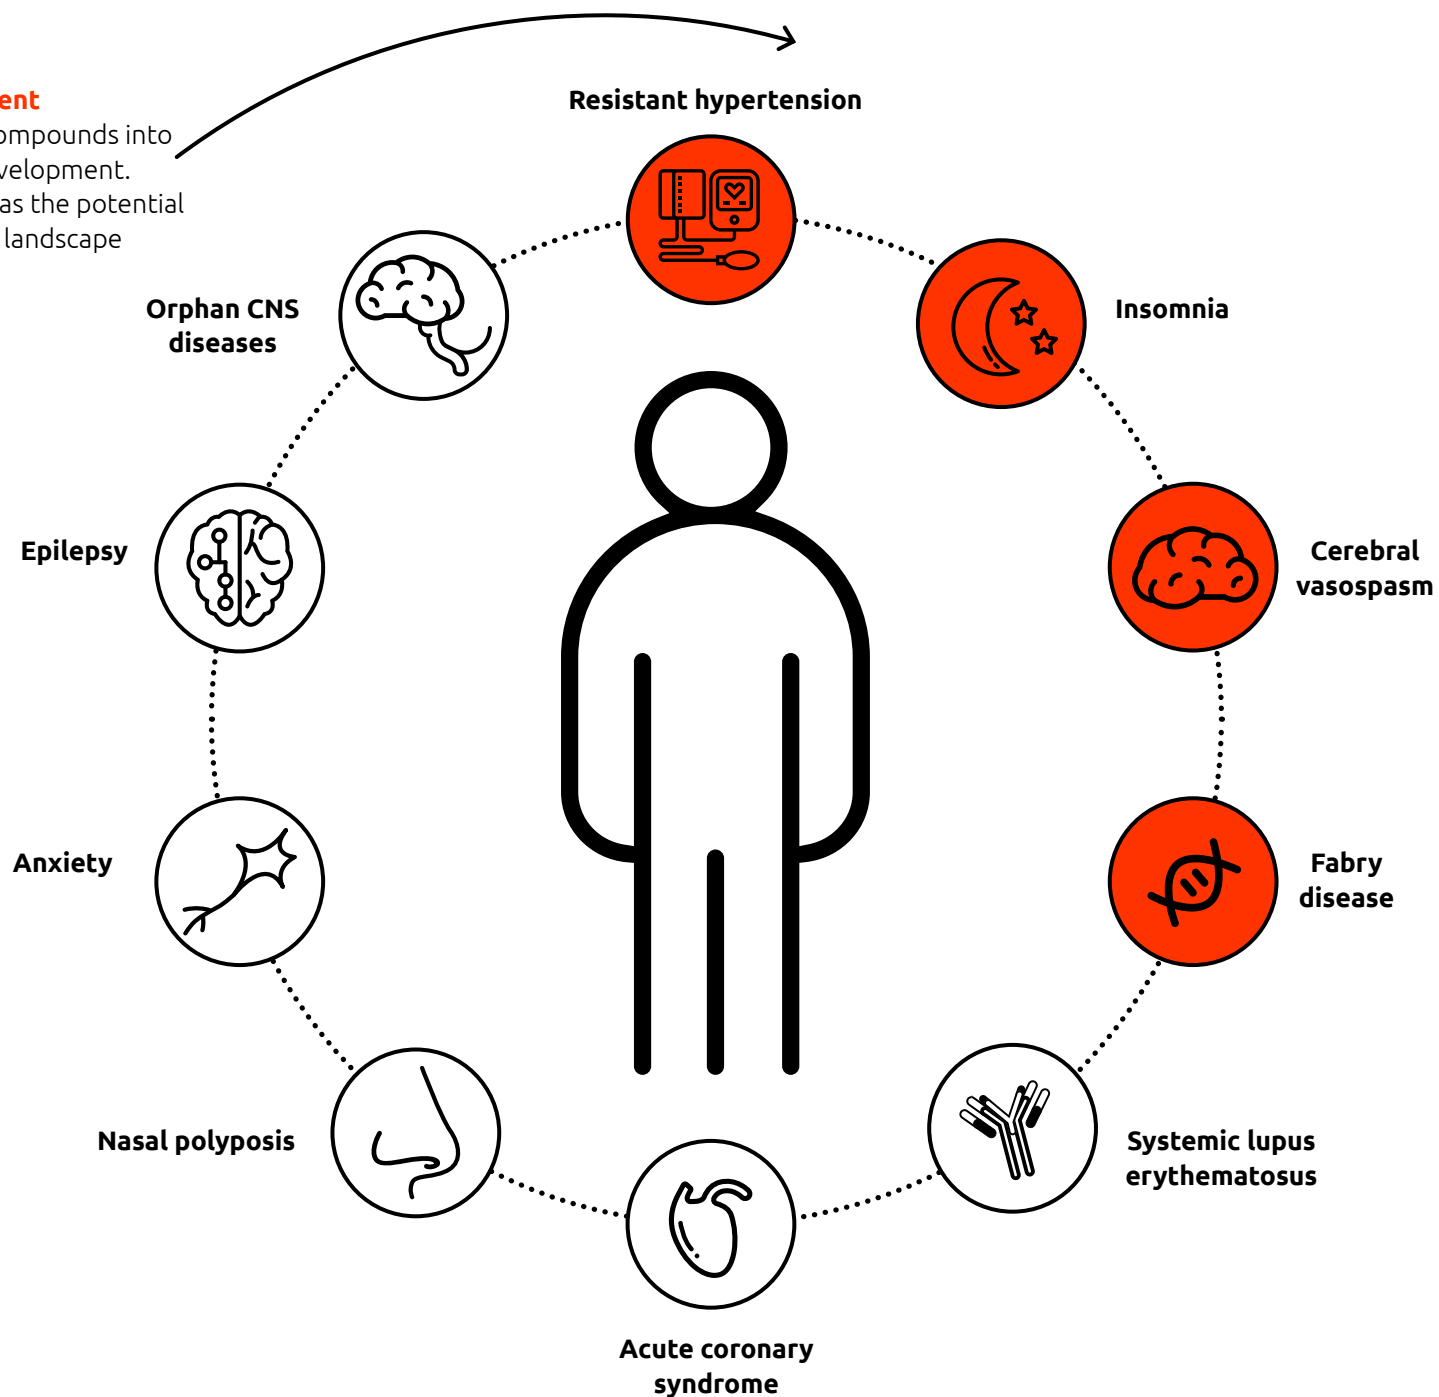 ent
ompounds into
velopment.
as the potential
landscape
Resistant hypertension
Insomnia
Cerebral
vasospasm
Fabry
disease
Systemic lupus
erythematosus
Acute coronary
syndrome
Nasal polyposis
Anxiety
Epilepsy
Orphan CNS
diseases